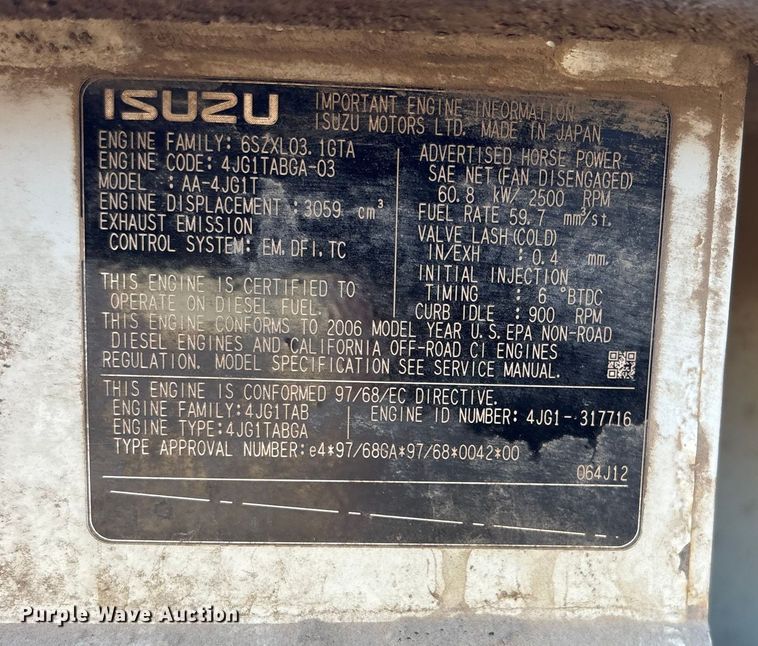 ISUZU
IMPORTANT ENGINE INFORMATION
ISUZU MOTORS LTD. MADE IN JAPAN
ENGINE FAMILY: 6SZXL03.1GTA
ENGINE CODE: 4JG1TABGA-03
MODEL : AA-4JG1T
ENGINE DISPLACEMENT:3059 cm³
EXHAUST EMISSION
CONTROL SYSTEM: EM,DFI,TC
THIS ENGINE IS CERTIFIED TO
OPERATE ON DIESEL FUEL.
ADVERTISED HORSE POWER
SAE NET(FAN DISENGAGED)
60.8 kW/ 2500 RPM
FUEL RATE 59.7 mm³/st.
VALVE LASH(COLD)
IN/EXH : 0.4 mm.
INITIAL INJECTION
TIMING : 6 °BTDC
CURB IDLE: 900 RPM
THIS ENGINE CONFORMS TO 2006 MODEL YEAR U.S.EPA NON-ROAD
DIESEL ENGINES AND CALIFORNIA OFF-ROAD CI ENGINES
REGULATION. MODEL SPECIFICATION SEE SERVICE MANUAL.
THIS ENGINE IS CONFORMED 97/68/EC DIRECTIVE.
ENGINE FAMILY:4JG1TAB
ENGINE TYPE:4JG1TABGA
ENGINE ID NUMBER: 4JG1--317716
TYPE APPROVAL NUMBER:e4*97/68GA*97/68*0042*00
064J12
Purple Wave Auction